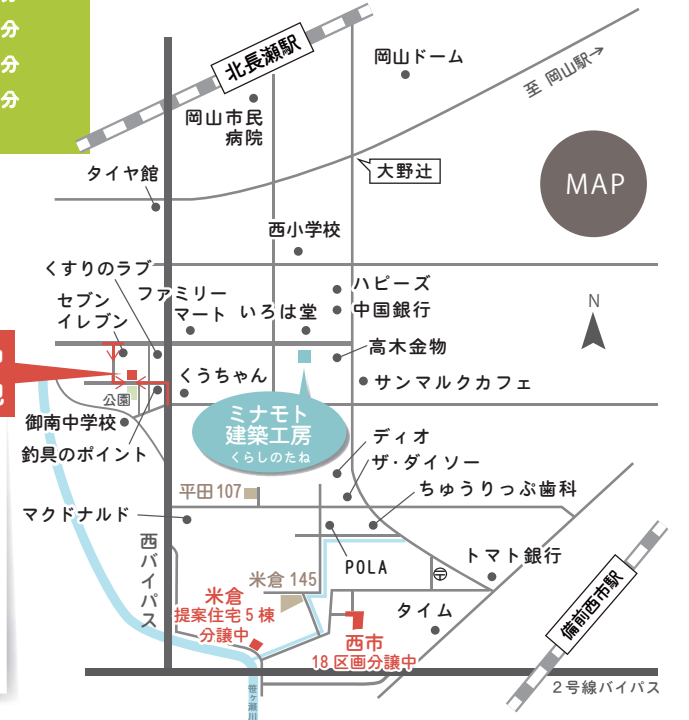 分
分
分
分
北長瀬駅
岡山ドーム
至 岡山駅→
岡山市民
病院
タイヤ館
大野辻
MAP
西小学校
くすりのラブ
ハピーズ
セブン
イレブン
ファミリー
マート
いろは堂
中国銀行
N
高木金物
くうちゃん
サンマルクカフェ
公園
ミナモト
建築工房
くらしのたね
御南中学校
釣具のポイント
ディオ
ザ・ダイソー
平田107
ちゅうりっぷ歯科
マクドナルド
西バイパス
POLA
〒
トマト銀行
米倉145
米倉
提案住宅5棟
分譲中
タイム
備前西市駅
西市
18区画分譲中
2号線バイパス
笹ヶ瀬川